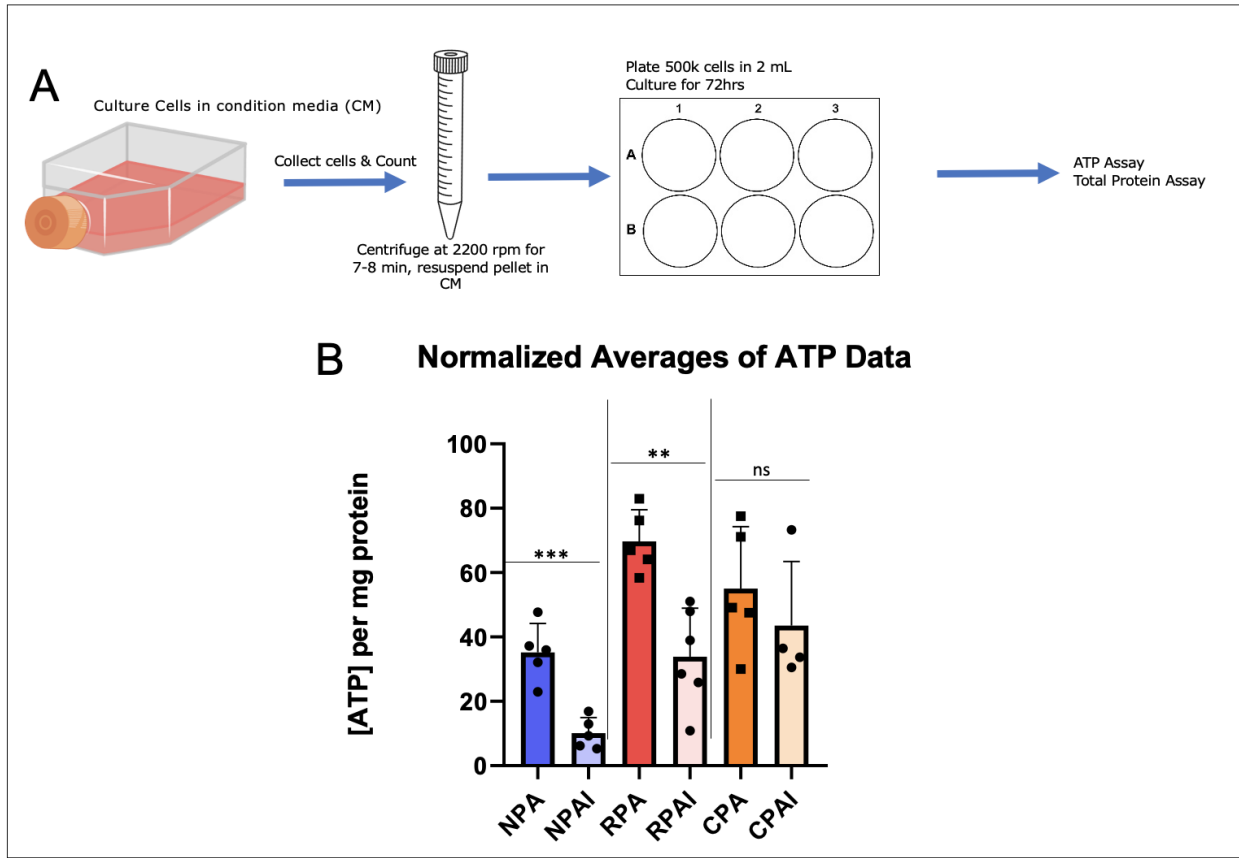 A
Culture Cells in condition media (CM)
Collect cells & Count
Centrifuge at 2200 rpm for
7-8 min, resuspend pellet in
CM
Plate 500k cells in 2 mL
Culture for 72hrs
1 2 3
A
B
ATP Assay
Total Protein Assay
B
Normalized Averages of ATP Data
[ATP] per mg protein
100
80
60
40
20
0
***
**
ns
NPA
NPAI
RPA
RPAI
CPA
CPAI